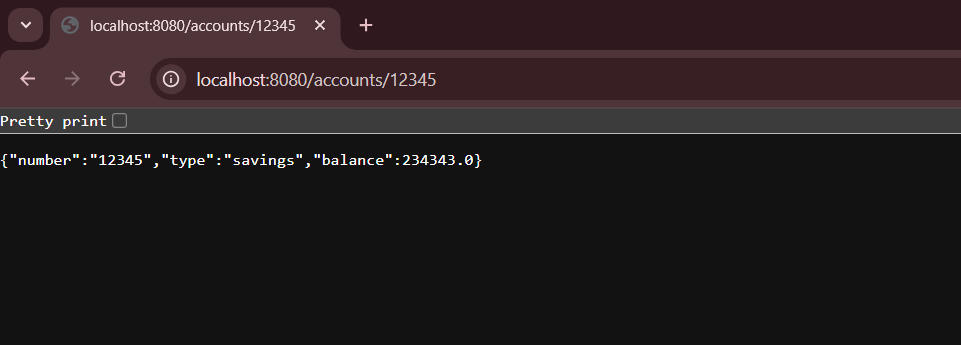 localhost:8080/accounts/12345
localhost:8080/accounts/12345
Pretty print
{"number":"12345","type":"savings","balance":234343.0}